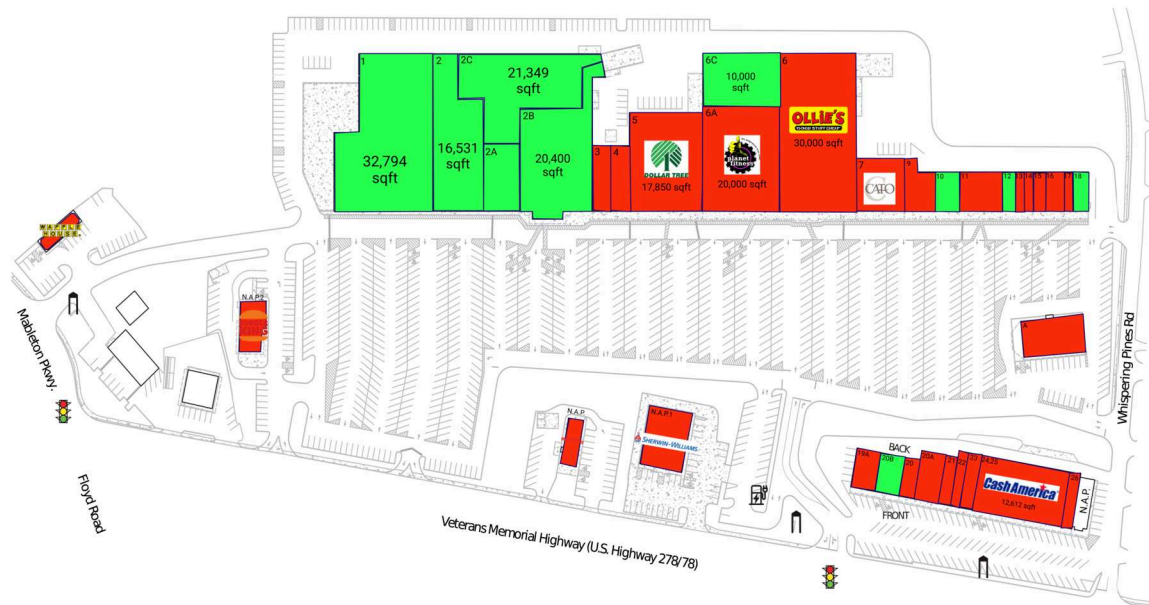 1
32,794
sqft
2
16,531
sqft
2C
21,349
sqft
2A
2B
20,400
sqft
3
4
5
DOLLAR TREE
17,850 sqft
6C
10,000
sqft
6A
planet
fitness
20,000 sqft
6
OLLIE'S
GOOD STUFF CHEAP
30,000 sqft
7
CATO
9
10
11
12
13
14
15
16
17
18
WAFFLE
HOUSE
N.A.P.2
A
Mableton Pkwy.
Floyd Road
Whispering Pines Rd
N.A.P.
N.A.P.1
SHERWIN-WILLIAMS
BACK
19A
20B
20
20A
21
22
23
24,25
CashAmerica
12,612 sqft
26
N.A.P.
FRONT
Veterans Memorial Highway (U.S. Highway 278/78)